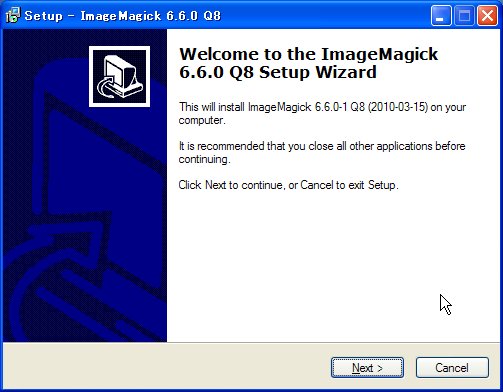 Setup - ImageMagick 6.6.0 Q8
Welcome to the ImageMagick
6.6.0 Q8 Setup Wizard
This will install ImageMagick 6.6.0-1 Q8 (2010-03-15) on your
computer.
It is recommended that you close all other applications before
continuing.
Click Next to continue, or Cancel to exit Setup.
Next >
Cancel